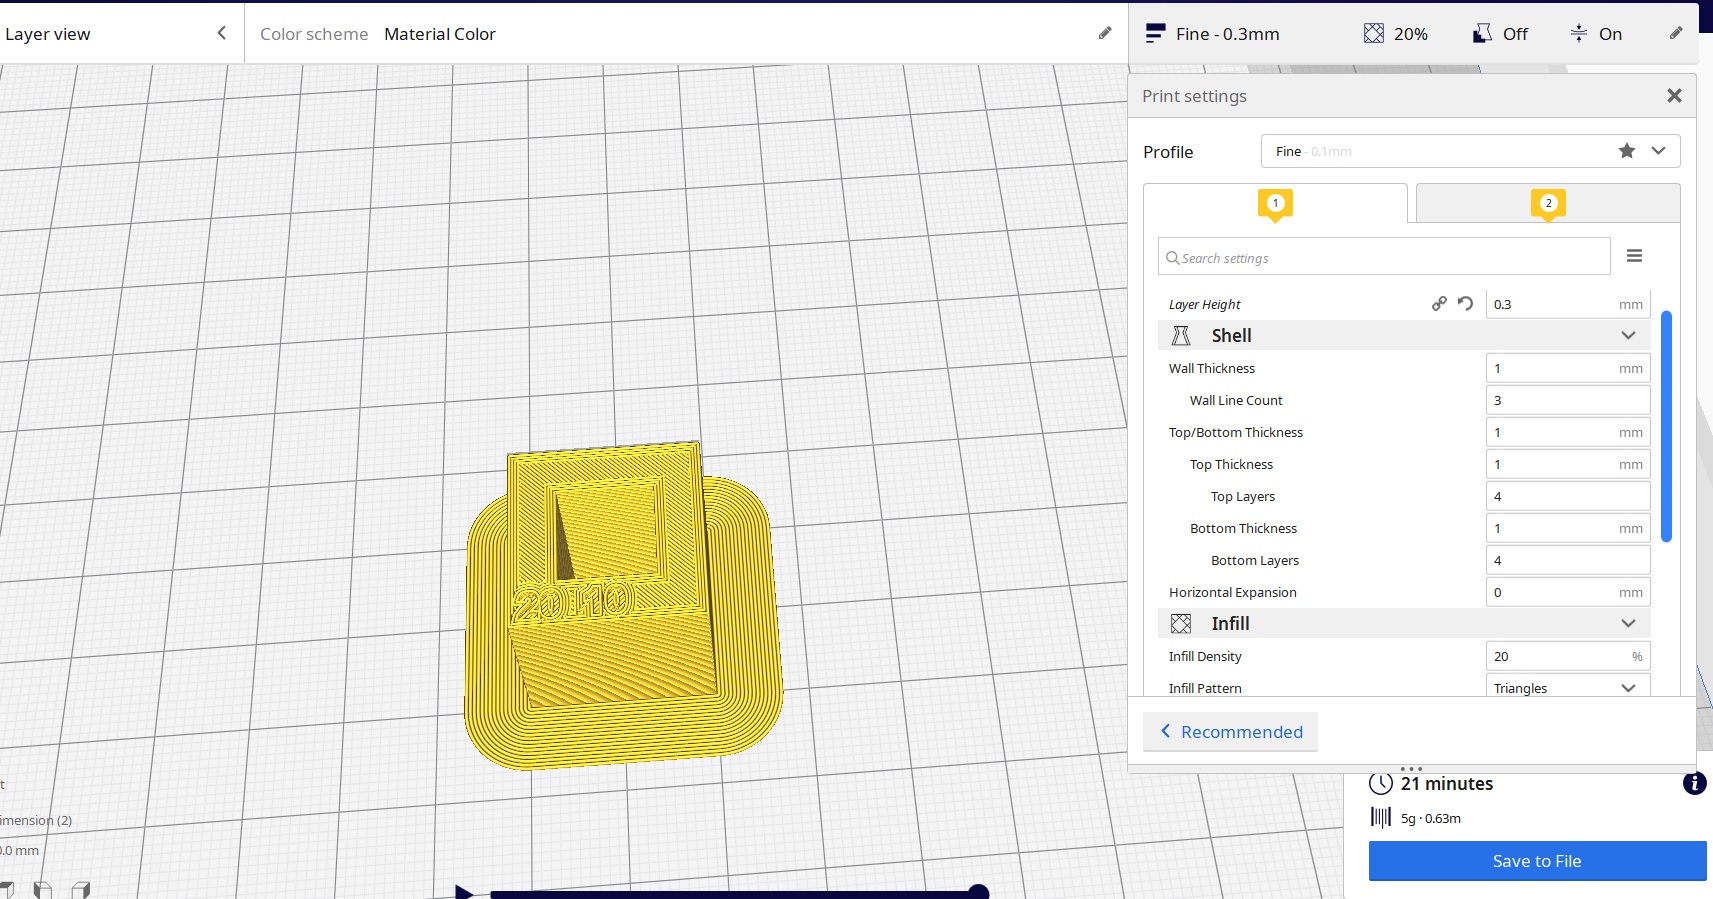 Layer view
Color scheme Material Color
Fine - 0.3mm 20% Off On
Print settings
Profile Fine - 0.1mm
1 2
Search settings
Layer Height 0.3 mm
Shell
Wall Thickness 1 mm
Wall Line Count 3
Top/Bottom Thickness 1 mm
Top Thickness 1 mm
Top Layers 4
Bottom Thickness 1 mm
Bottom Layers 4
Horizontal Expansion 0 mm
Infill
Infill Density 20 %
Infill Pattern Triangles
Recommended
21 minutes
5g · 0.63m
Save to File
t
imension (2)
0.0 mm